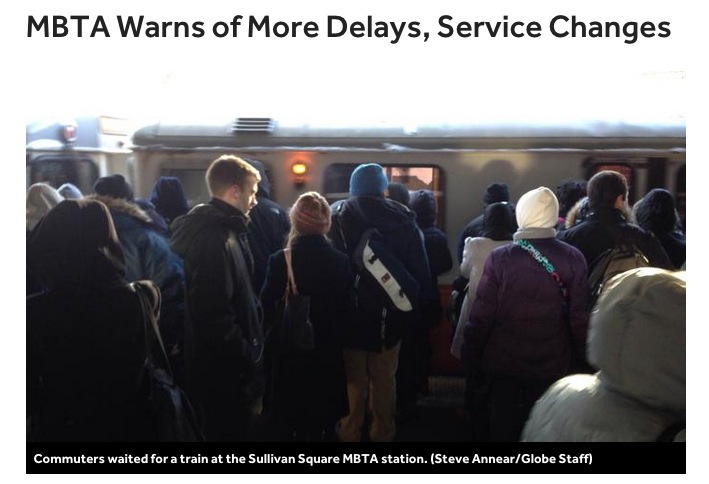 MBTA Warns of More Delays, Service Changes
Commuters waited for a train at the Sullivan Square MBTA station. (Steve Annear/Globe Staff)